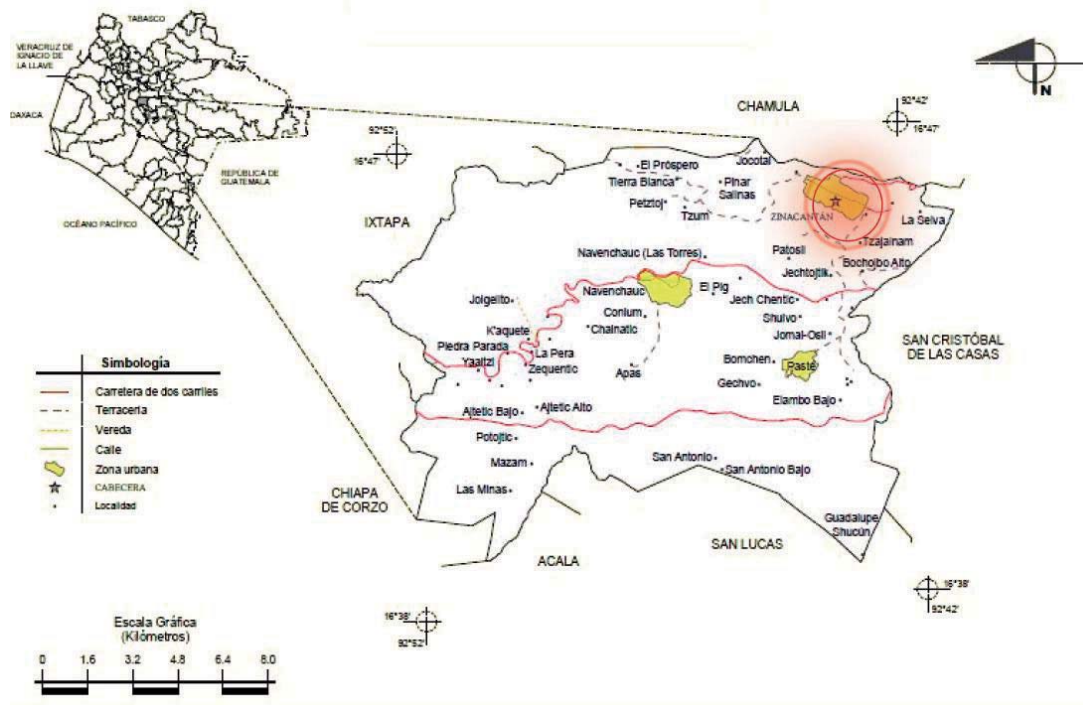 TABASCO
VERACRUZ DE
IGNACIO DE
LA LLAVE
OAXACA
REPÚBLICA DE
GUATEMALA
OCÉANO PACÍFICO
N
CHAMULA
92°42'
16°47'
92°52'
16°47'
IXTAPA
El Próspero
Jocotal
Tierra Blanca
Pinar
Salinas
Petztoj
Tzum
ZINACANTÁN
La Selva
Tzajalnam
Patosil
Bochojbo Alto
Navenchauc (Las Torres)
Jechtojtik
Navenchauc
El Pig
Jech Chentic
Joigelito
Conlum
Shulvo
Chainatic
K'aquete
Jomal-Osil
Piedra Parada
La Pera
Yaaltzi
Zequentic
Apas
Bomchen
Pasté
Gechvo
Elambo Bajo
SAN CRISTÓBAL
DE LAS CASAS
Ajtetic Bajo
Ajtetic Alto
Potojtic
Mazam
San Antonio
San Antonio Bajo
Las Minas
Guadalupe
Shucún
CHIAPA
DE CORZO
ACALA
SAN LUCAS
16°38'
92°42'
16°38'
92°52'
Simbología
Carretera de dos carriles
Terracería
Vereda
Calle
Zona urbana
CABECERA
Localidad
Escala Gráfica
(Kilómetros)
0 1.6 3.2 4.8 6.4 8.0